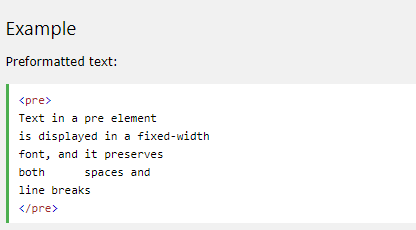 Example
Preformatted text:
<pre>
Text in a pre element
is displayed in a fixed-width
font, and it preserves
both      spaces and
line breaks
</pre>